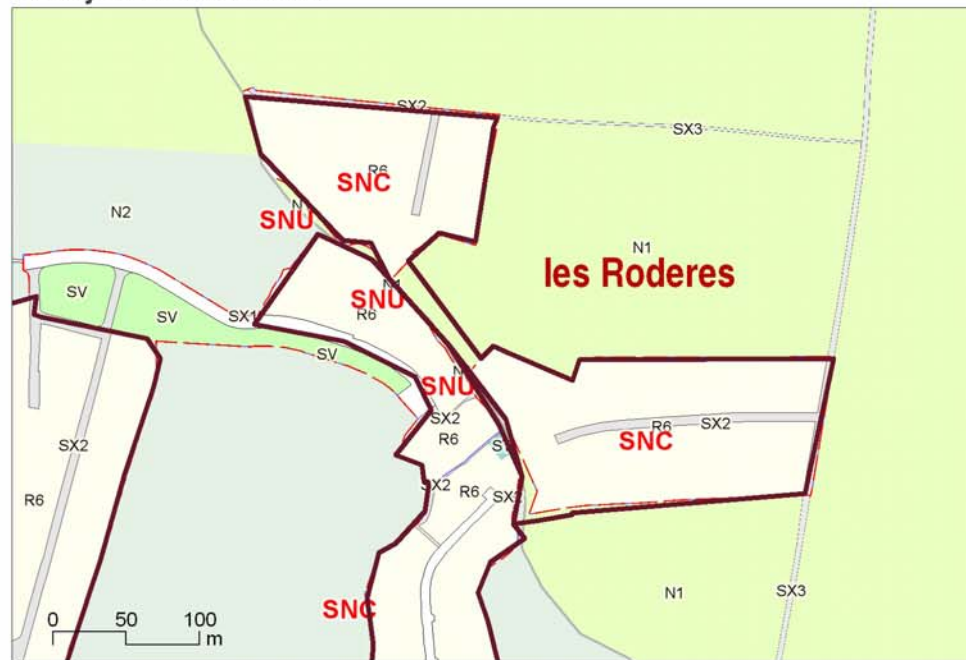 SX2
SX3
R6
SNC
N
SNU
N2
N1
les Roderes
N1
SNU
SV
R6
SV
SX1
SV
SNU
SX2
R6
SX2
SNC
R6
SX2
R6
SX2
R6
SNC
N1
SX3
0 50 100
m